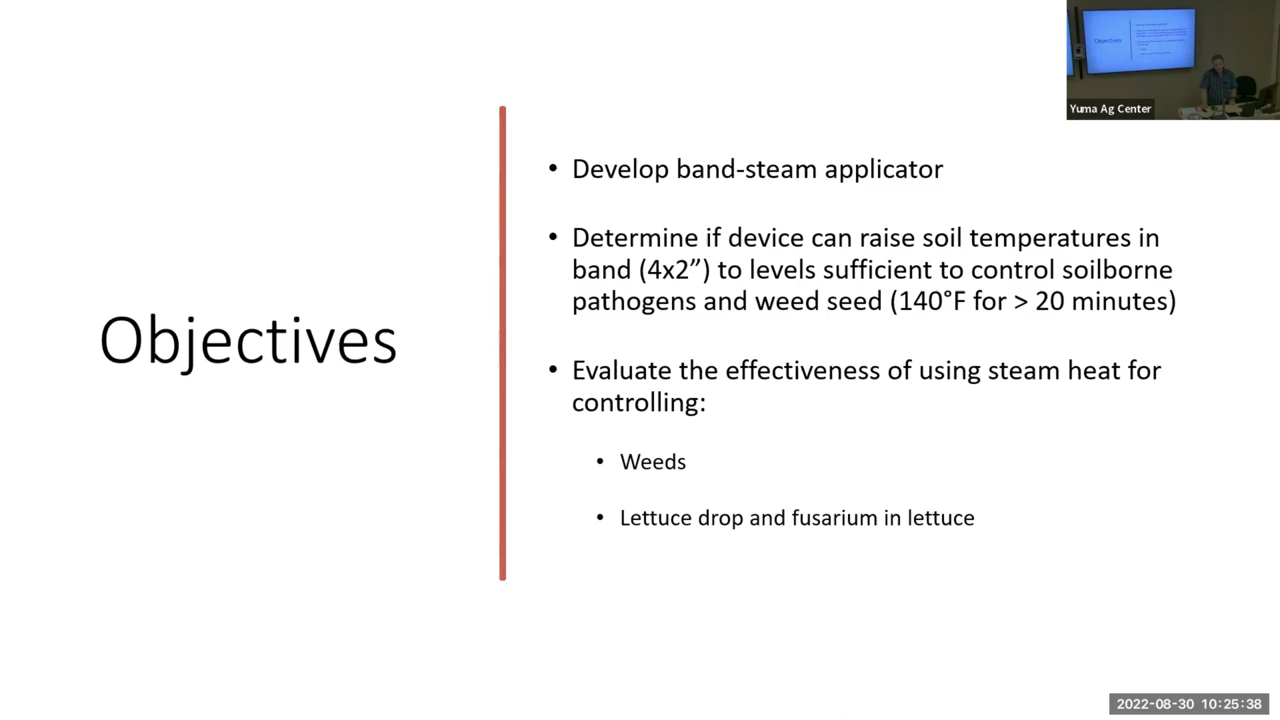 Objectives
Yuma Ag Center
Objectives
• Develop band-steam applicator
• Determine if device can raise soil temperatures in
band (4x2”) to levels sufficient to control soilborne
pathogens and weed seed (140°F for > 20 minutes)
• Evaluate the effectiveness of using steam heat for
controlling:
• Weeds
• Lettuce drop and fusarium in lettuce
2022-08-30 10:25:38